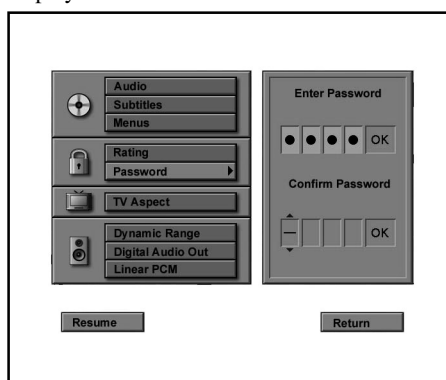 Audio
Subtitles
Menus
Rating
Password
TV Aspect
Dynamic Range
Digital Audio Out
Linear PCM
Enter Password
OK
Confirm Password
OK
Resume
Return